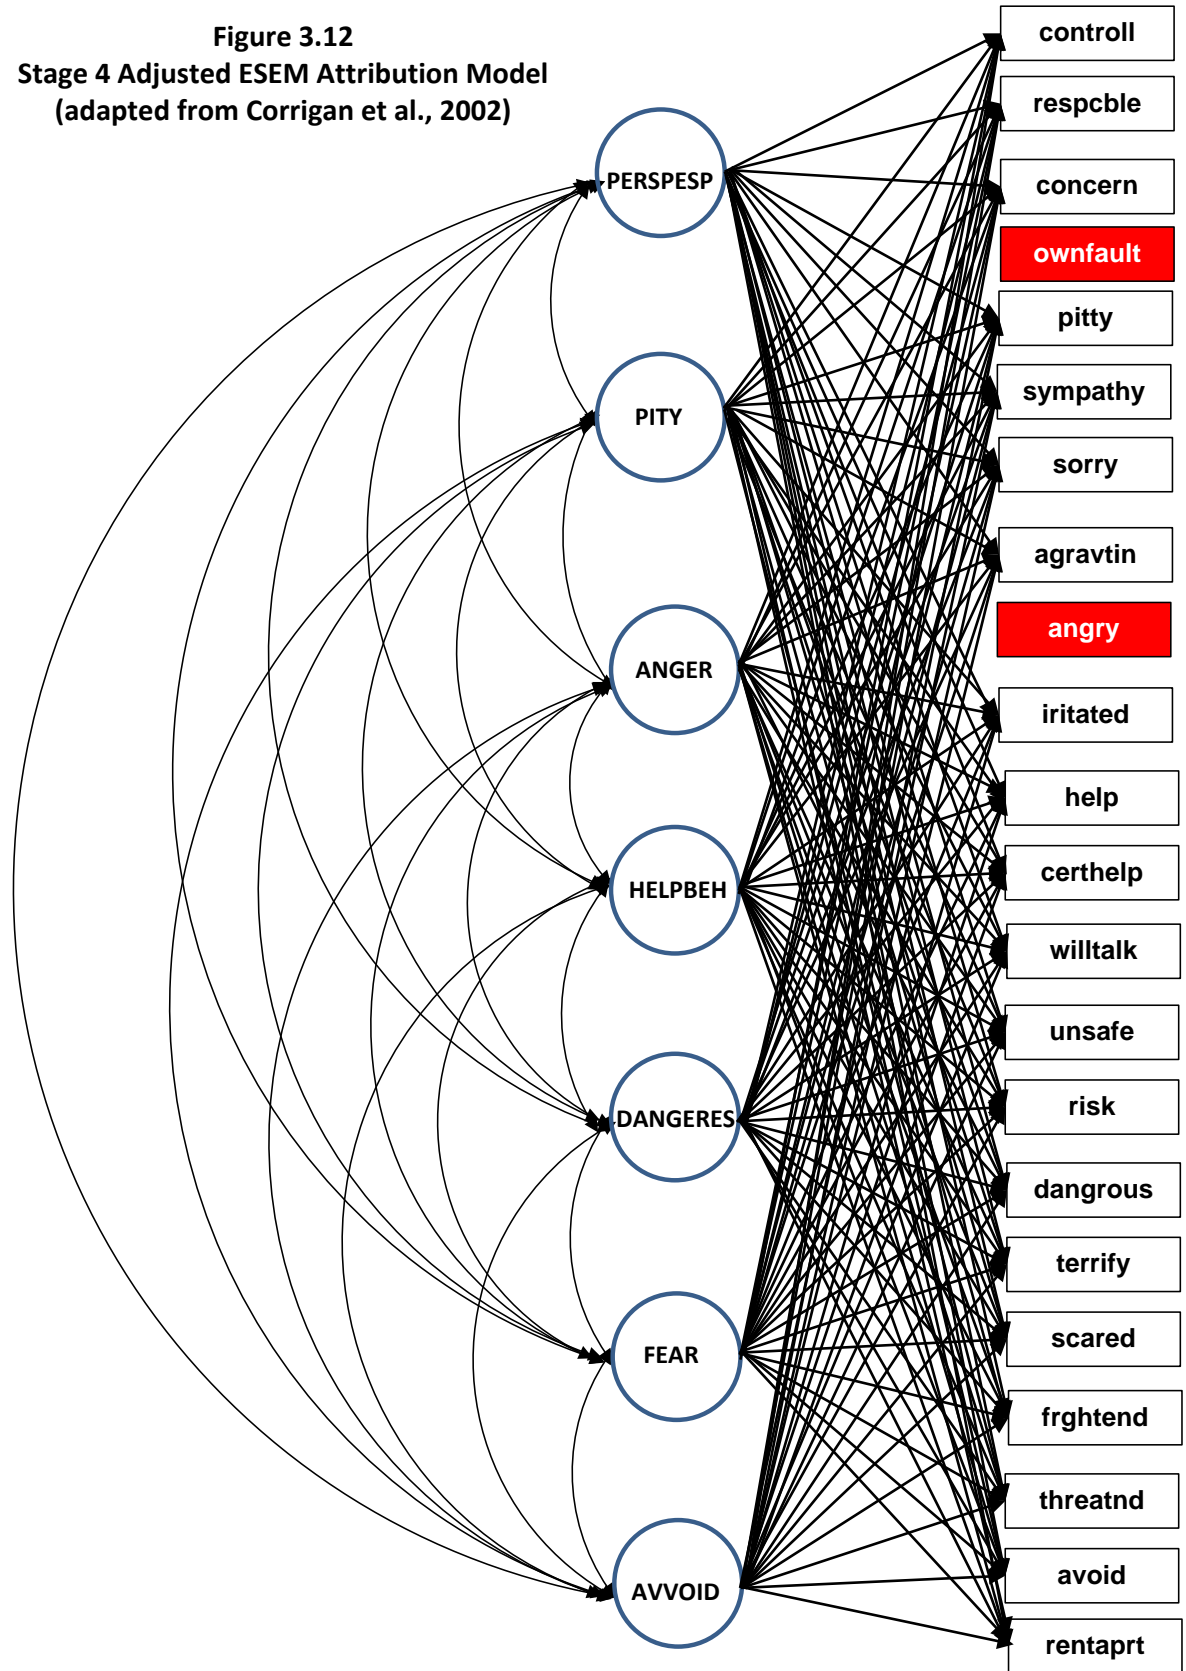 Figure 3.12
Stage 4 Adjusted ESEM Attribution Model
(adapted from Corrigan et al., 2002)
PERSPESP
PITY
ANGER
HELPBEH
DANGERES
FEAR
AVVOID
controll
respcble
concern
ownfault
pitty
sympathy
sorry
agravtin
angry
iritated
help
certhelp
willtalk
unsafe
risk
dangrous
terrify
scared
frghtend
threatnd
avoid
rentaprt